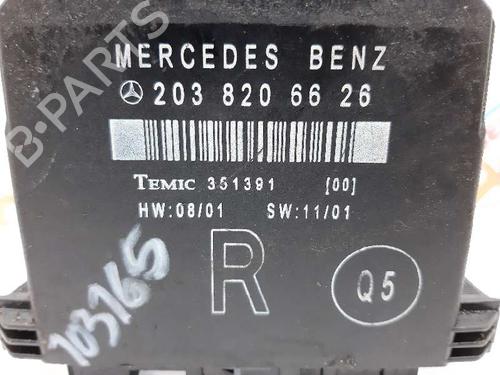 MERCEDES BENZ
203 820 66 26
TEMIC 351391 [00]
HW:08/01 SW:11/01
R
Q5
103165
B-PARTS